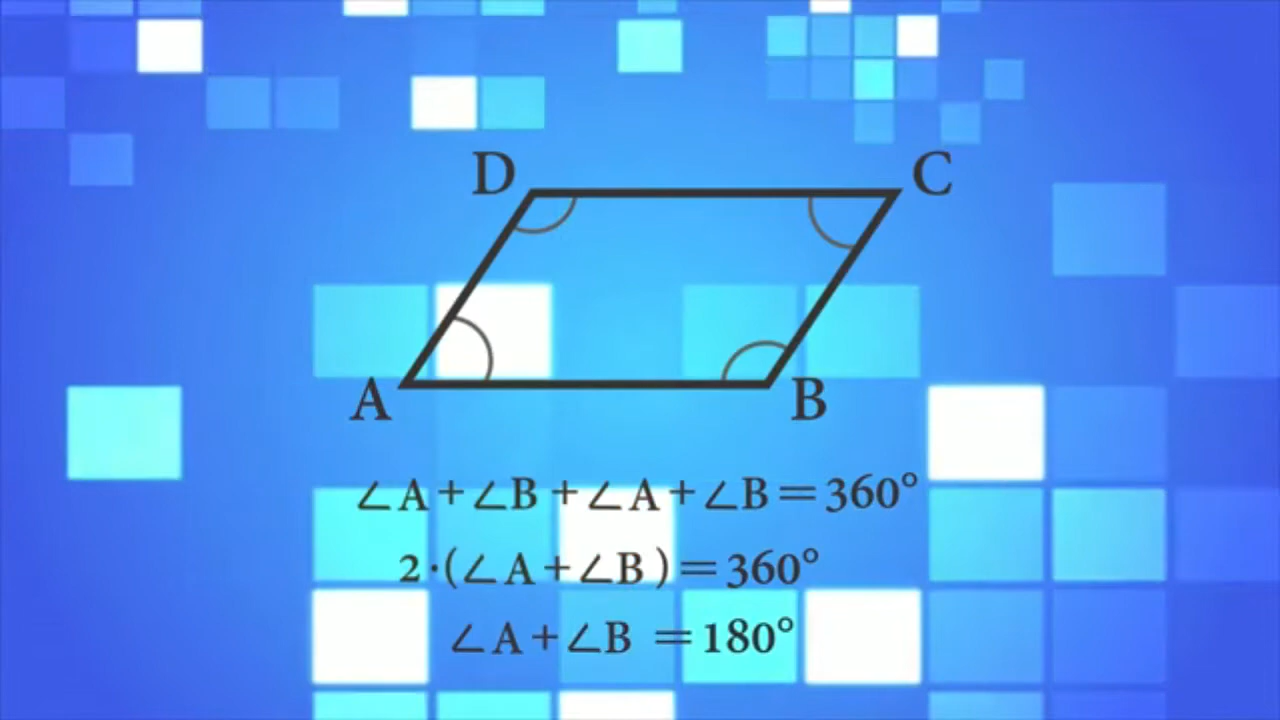 D C
A B
∠A+∠B+∠A+∠B=360°
2·(∠A+∠B)=360°
∠A+∠B =180°